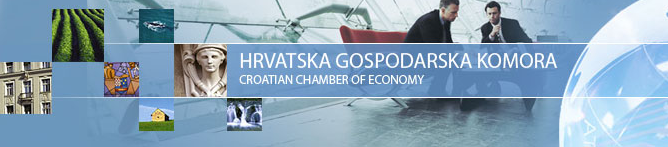 HRVATSKA GOSPODARSKA KOMORA
CROATIAN CHAMBER OF ECONOMY